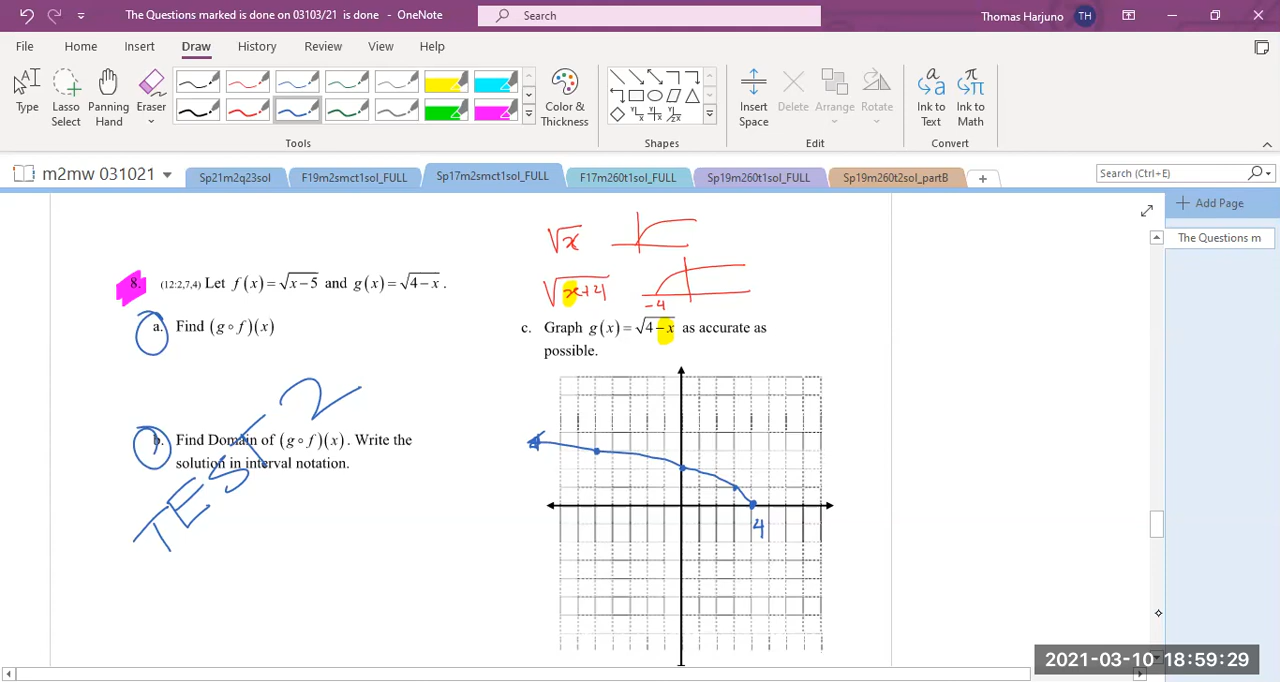 The Questions marked is done on 03103/21 is done - OneNote
Search
Thomas Harjuno TH
File Home Insert Draw History Review View Help
Type Lasso Select Panning Hand Eraser
Color & Thickness
Insert Space Delete Arrange Rotate
Ink to Text Ink to Math
Tools Shapes Edit Convert
m2mw 031021
Sp21m2q23sol F19m2smct1sol_FULL Sp17m2smct1sol_FULL F17m260t1sol_FULL Sp19m260t1sol_FULL Sp19m260t2sol_partB
Search (Ctrl+E)
Add Page
The Questions m
√x
√x+4
-4
8. (12:2,7,4) Let f(x) = √x−5 and g(x) = √4−x.
a. Find (g∘f)(x)
b. Find Domain of (g∘f)(x). Write the
solution in interval notation.
TEST 2
c. Graph g(x) = √4−x as accurate as
possible.
4
2021-03-10 18:59:29